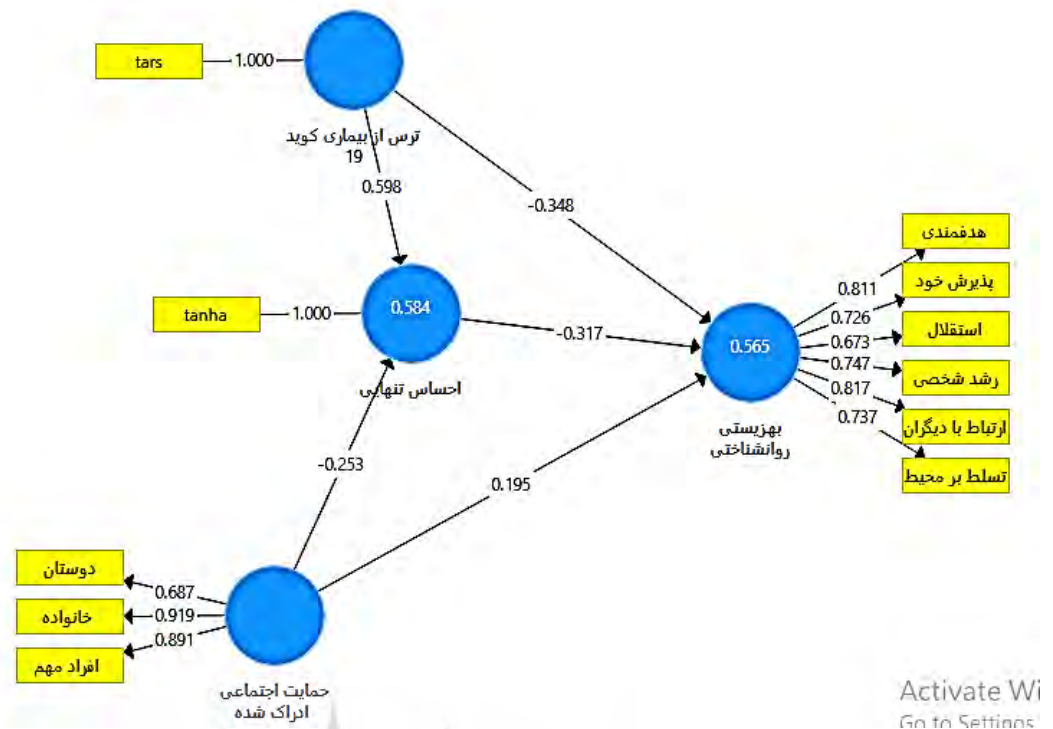 tars
1.000
ترس از بیماری کوید
19
0.598
-0.348
tanha
1.000
0.584
احساس تنهایی
-0.317
0.565
بهزیستی
روانشناختی
0.811
0.726
0.673
0.747
0.817
0.737
هدفمندی
پذیرش خود
استقلال
رشد شخصی
ارتباط با دیگران
تسلط بر محیط
-0.253
0.195
دوستان
خانواده
افراد مهم
0.687
0.919
0.891
حمایت اجتماعی
ادراک شده
Activate Wi
Go to Settings